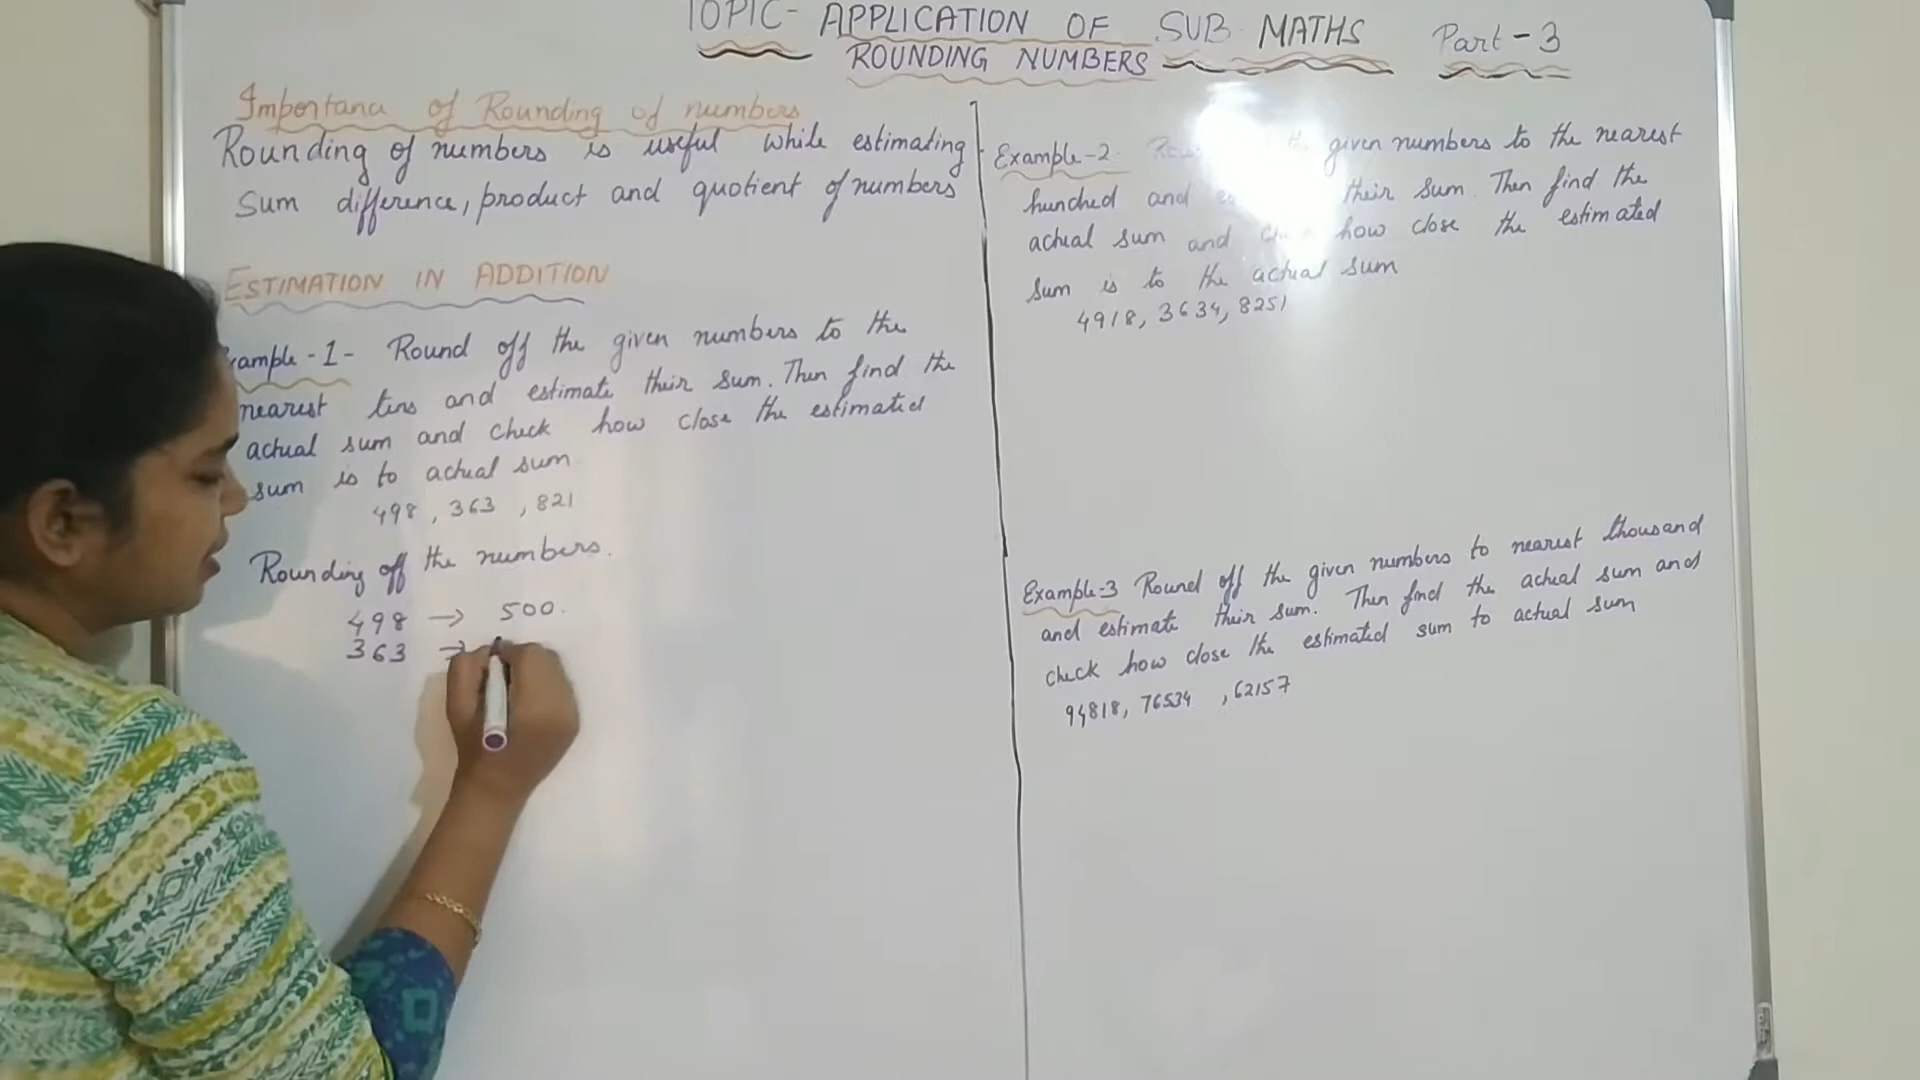 TOPIC- APPLICATION OF SUB MATHS Part-3
ROUNDING NUMBERS
Importana of Rounding of numbers
Rounding of numbers is useful while estimating
sum difference, product and quotient of numbers
ESTIMATION IN ADDITION
ample -1- Round off the given numbers to the
nearest tens and estimate their sum. Then find the
actual sum and check how close the estimated
sum is to actual sum
498, 363, 821
Rounding off the numbers.
498 → 500.
363 →
Example-2 given numbers to the nearest
hundred and their sum. Then find the
actual sum and how close the estimated
sum is to the actual sum
4918, 3634, 8251
Example-3 Round off the given numbers to nearest thousand
and estimate their sum. Then find the actual sum and
check how close the estimated sum to actual sum
94818, 76534, 62157